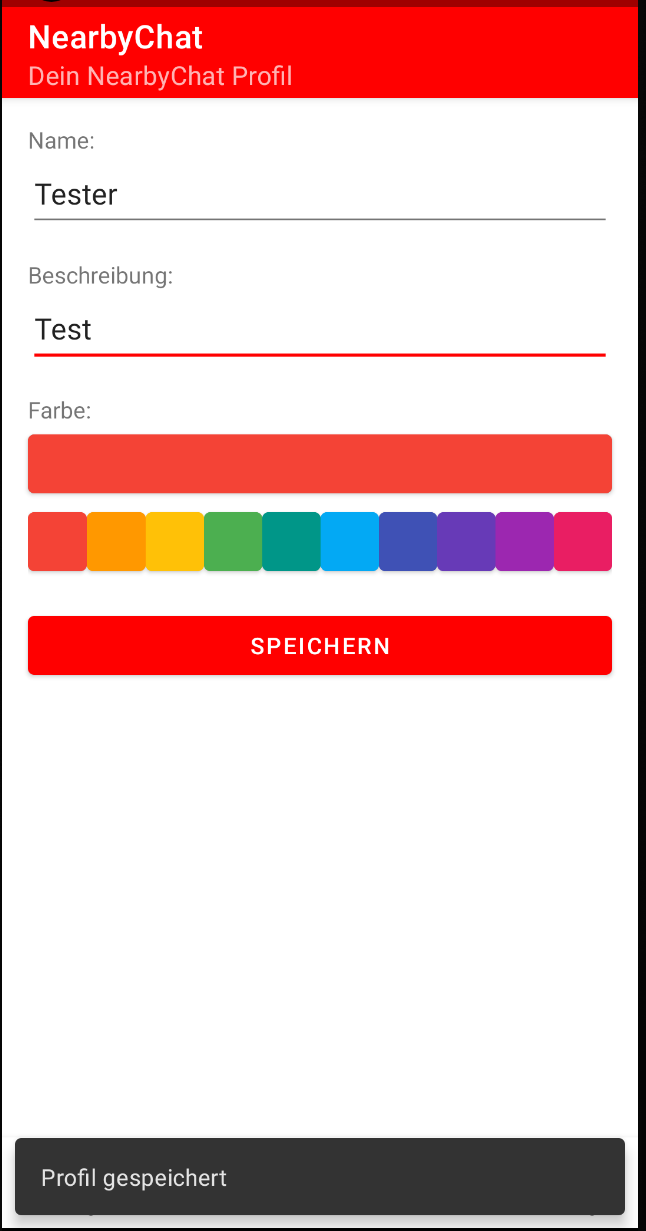 NearbyChat
Dein NearbyChat Profil
Name:
Tester
Beschreibung:
Test
Farbe:
SPEICHERN
Profil gespeichert